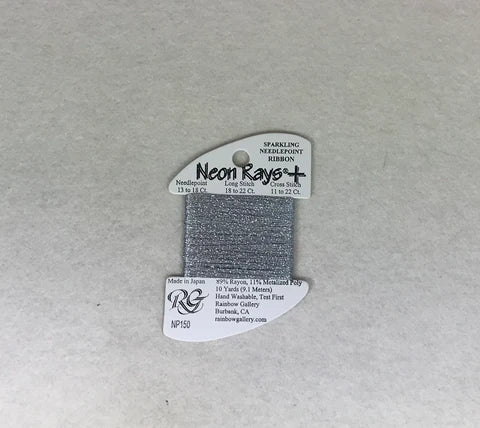 SPARKLING
NEEDLEPOINT
RIBBON
Neon Rays®+
Needlepoint Long Stitch Cross Stitch
13 to 18 Ct. 18 to 22 Ct. 11 to 22 Ct.
Made in Japan
RG
NP150
89% Rayon, 11% Metalized Poly
10 Yards (9.1 Meters)
Hand Washable, Test First
Rainbow Gallery
Burbank, CA
rainbowgallery.com